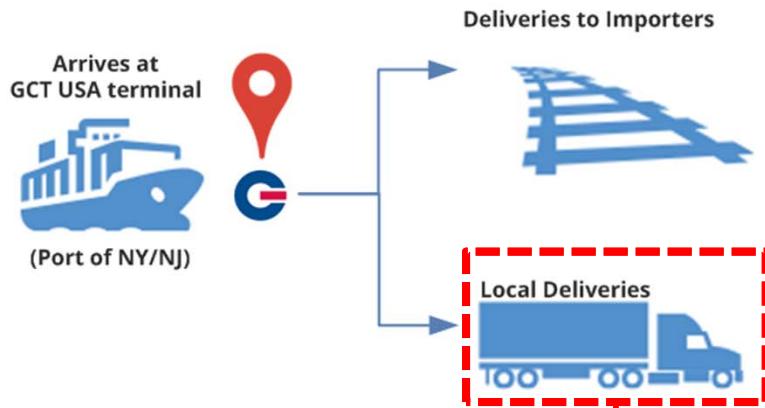 Deliveries to Importers
Arrives at
GCT USA terminal
(Port of NY/NJ)
Local Deliveries